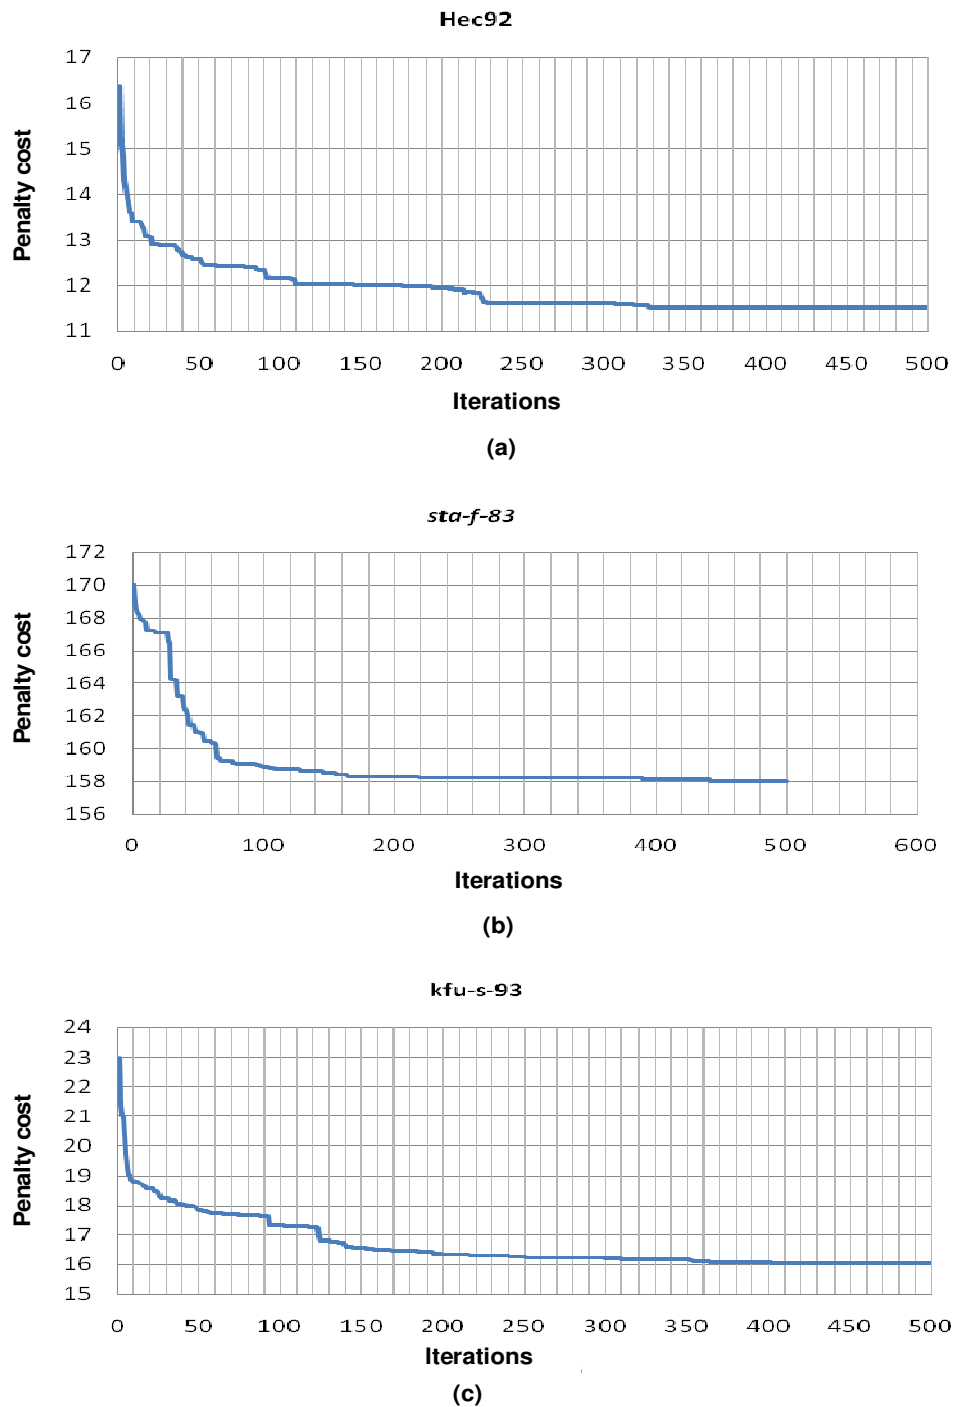 Hec92
17
16
15
14
13
12
11
Penalty cost
0 50 100 150 200 250 300 350 400 450 500
Iterations
(a)
sta-f-83
172
170
168
166
164
162
160
158
156
Penalty cost
0 100 200 300 400 500 600
Iterations
(b)
kfu-s-93
24
23
22
21
20
19
18
17
16
15
Penalty cost
0 50 100 150 200 250 300 350 400 450 500
Iterations
(c)